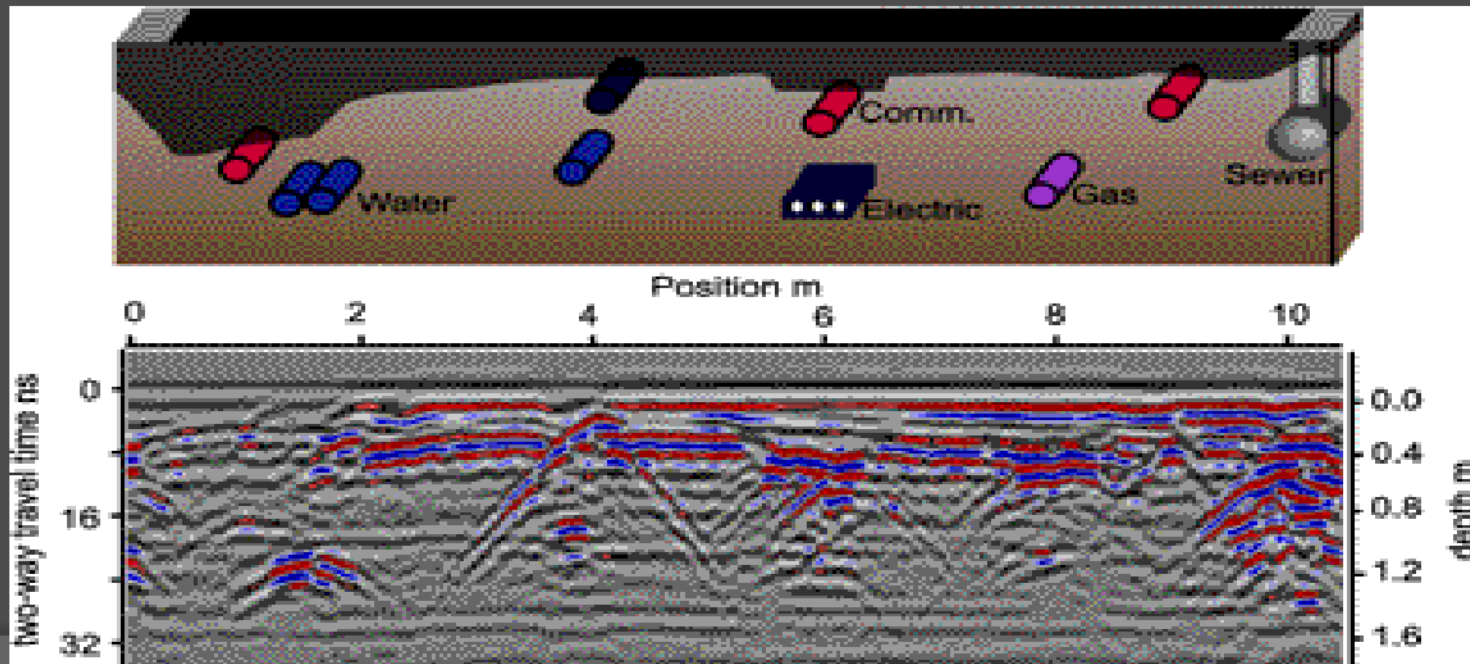 Comm.
Water
Electric
Gas
Sewer
Position m
0 2 4 6 8 10
two-way travel time ns
0
16
32
0.0
0.4
0.8
1.2
1.6
depth m